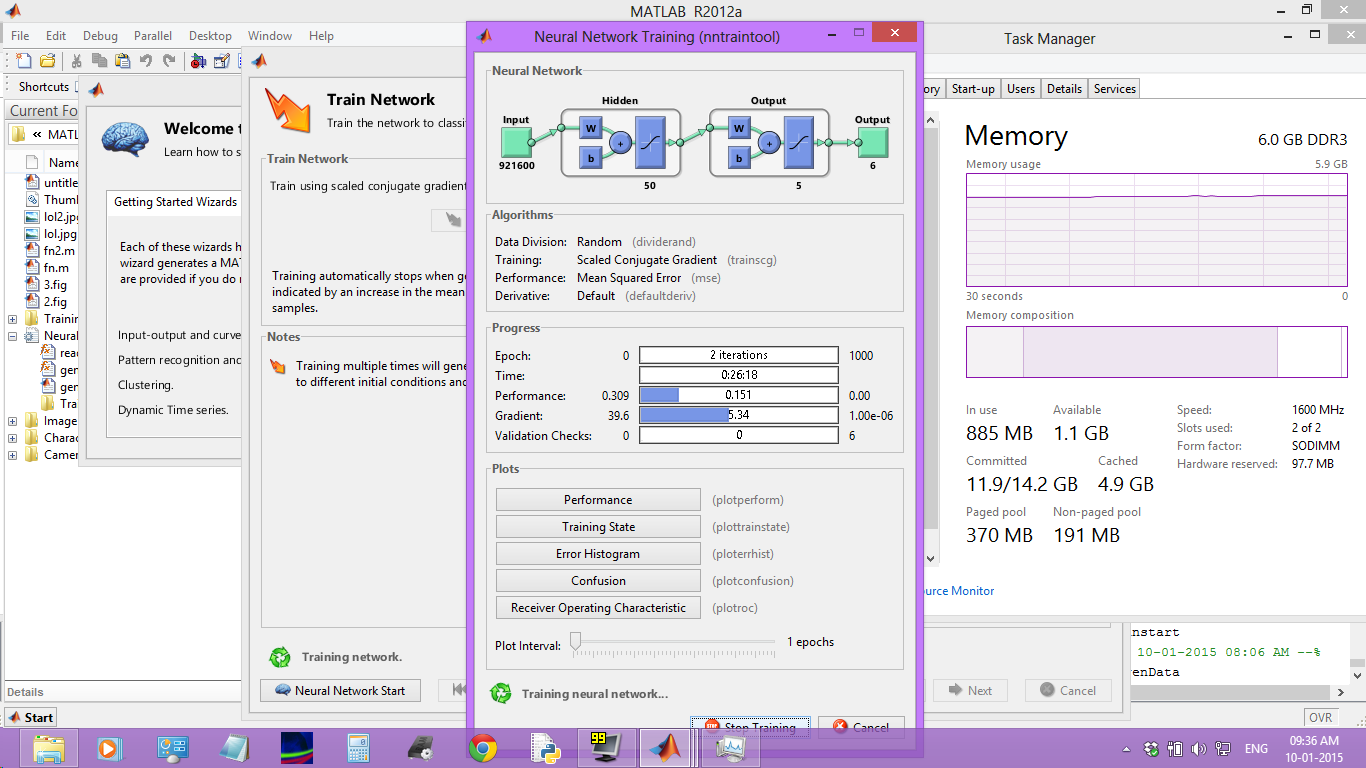 MATLAB R2012a
File Edit Debug Parallel Desktop Window Help
Shortcuts
Current Fo
« MATL
Name
untitle
Thumb
lol2.jpg
lol.jpg
fn2.m
fn.m
3.fig
2.fig
Training
Neural
rea
gen
gen
Tra
Image
Charac
Camer
Details
Start
Welcome t
Learn how to s
Getting Started Wizards
Each of these wizards h
wizard generates a MA
are provided if you do n
Input-output and curve
Pattern recognition and
Clustering.
Dynamic Time series.
Train Network
Train the network to classi
Train Network
Train using scaled conjugate gradient
Training automatically stops when ge
indicated by an increase in the mean
samples.
Notes
Training multiple times will gene
to different initial conditions and
Training network.
Neural Network Start
Next
Cancel
Neural Network Training (nntraintool)
Neural Network
Hidden Output
Input Output
W W
b + b +
921600 6
50 5
Algorithms
Data Division: Random (dividerand)
Training: Scaled Conjugate Gradient (trainscg)
Performance: Mean Squared Error (mse)
Derivative: Default (defaultderiv)
Progress
Epoch: 0 2 iterations 1000
Time: 0:26:18
Performance: 0.309 0.151 0.00
Gradient: 39.6 5.34 1.00e-06
Validation Checks: 0 0 6
Plots
Performance (plotperform)
Training State (plottrainstate)
Error Histogram (ploterrhist)
Confusion (plotconfusion)
Receiver Operating Characteristic (plotroc)
Plot Interval: 1 epochs
Training neural network...
STOP Stop Training Cancel
Task Manager
ory Start-up Users Details Services
Memory 6.0 GB DDR3
Memory usage 5.9 GB
30 seconds 0
Memory composition
In use Available
885 MB 1.1 GB
Committed Cached
11.9/14.2 GB 4.9 GB
Paged pool Non-paged pool
370 MB 191 MB
Speed: 1600 MHz
Slots used: 2 of 2
Form factor: SODIMM
Hardware reserved: 97.7 MB
ource Monitor
nstart
10-01-2015 08:06 AM --%
enData
OVR
99
ENG
09:36 AM
10-01-2015